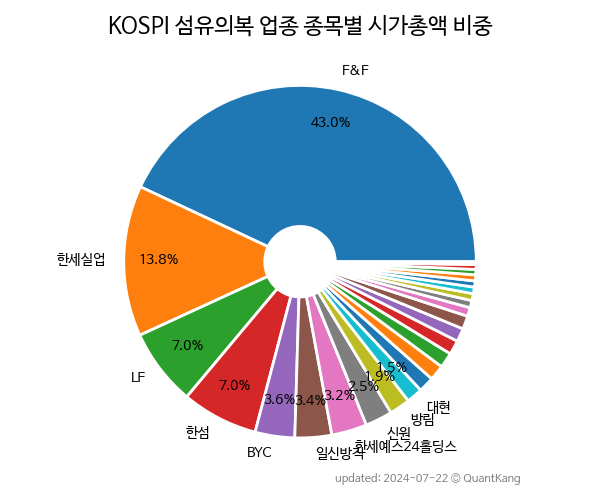 KOSPI 섬유의복 업종 종목별 시가총액 비중
F&F
43.0%
한세실업
13.8%
LF
7.0%
한섬
7.0%
BYC
3.6%
일신방직
3.4%
한세예스24홀딩스
3.2%
신원
2.5%
방림
1.9%
대현
1.5%
updated: 2024-07-22 © QuantKang